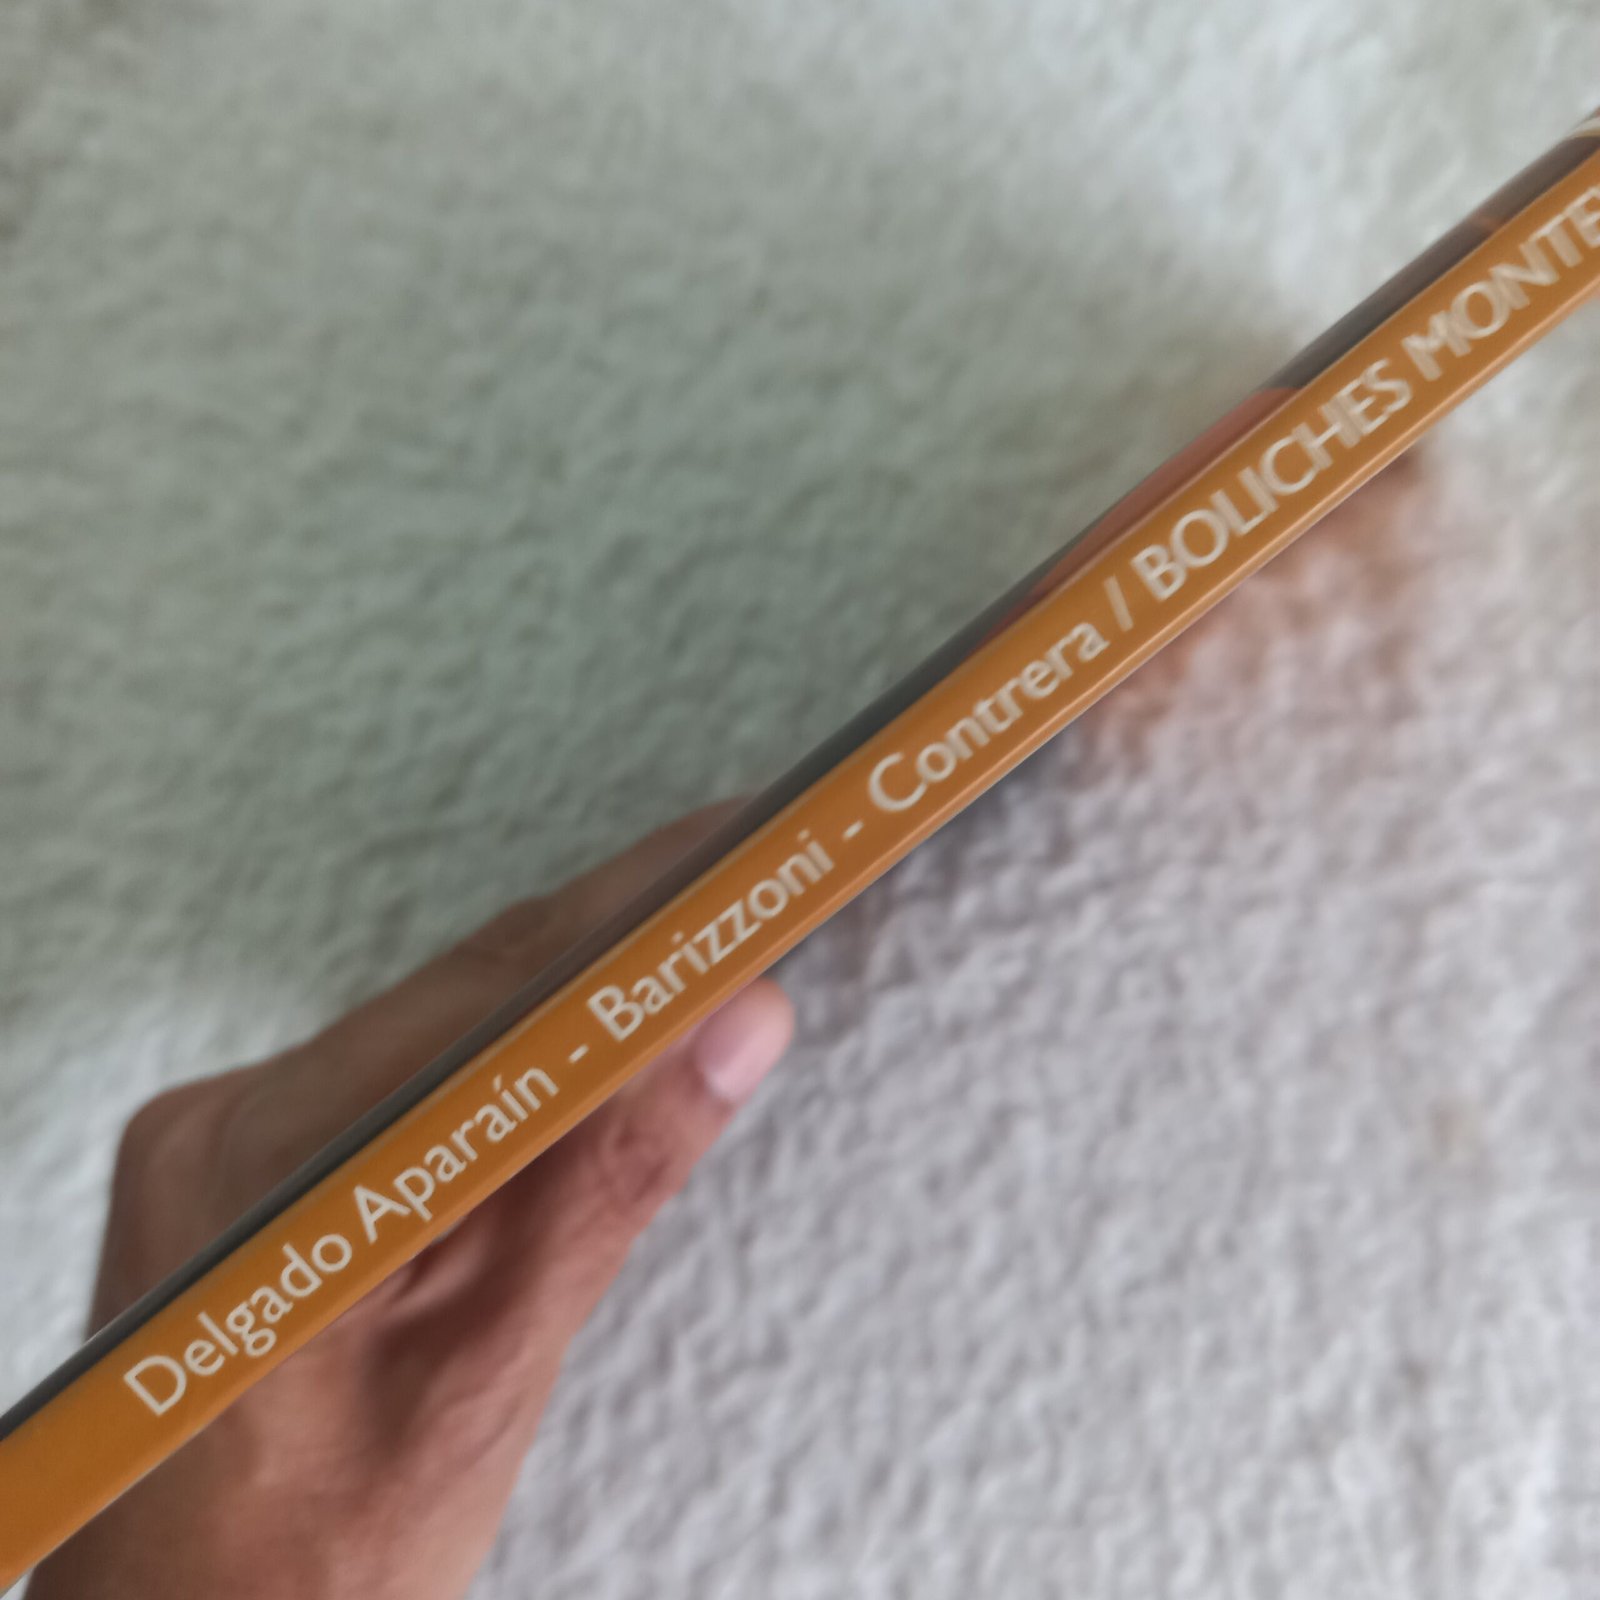 Delgado Aparaín - Barizzoni - Contrera / BOLICHES MONTE